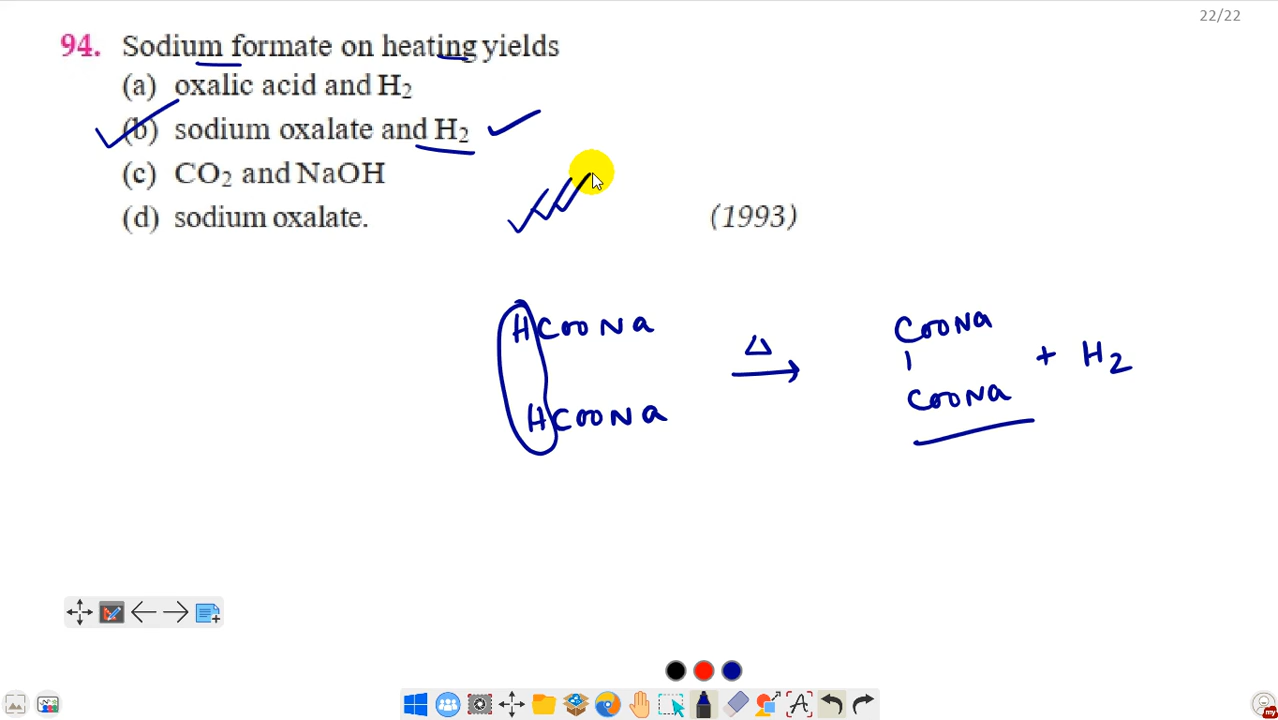 22/22
94. Sodium formate on heating yields
(a) oxalic acid and H₂
(b) sodium oxalate and H₂
(c) CO₂ and NaOH
(d) sodium oxalate. (1993)
HCOONa Δ COONa
+ H₂
HCOONa COONa
A
my